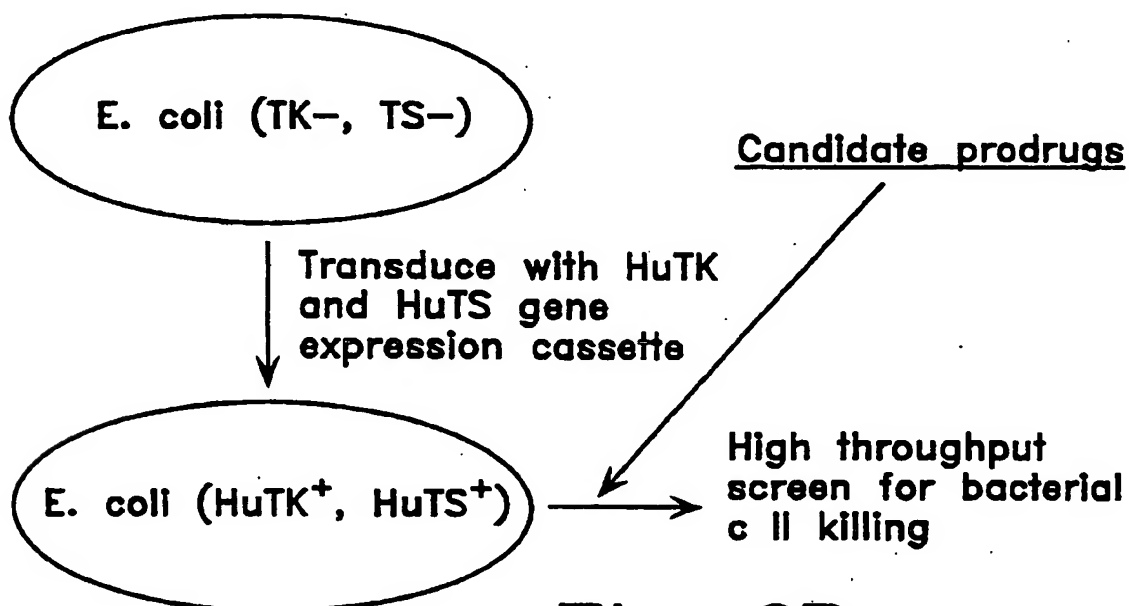 E. coli (TK−, TS−)
Candidate prodrugs
Transduce with HuTK
and HuTS gene
expression cassette
E. coli (HuTK⁺, HuTS⁺)
High throughput
screen for bacterial
c ll killing